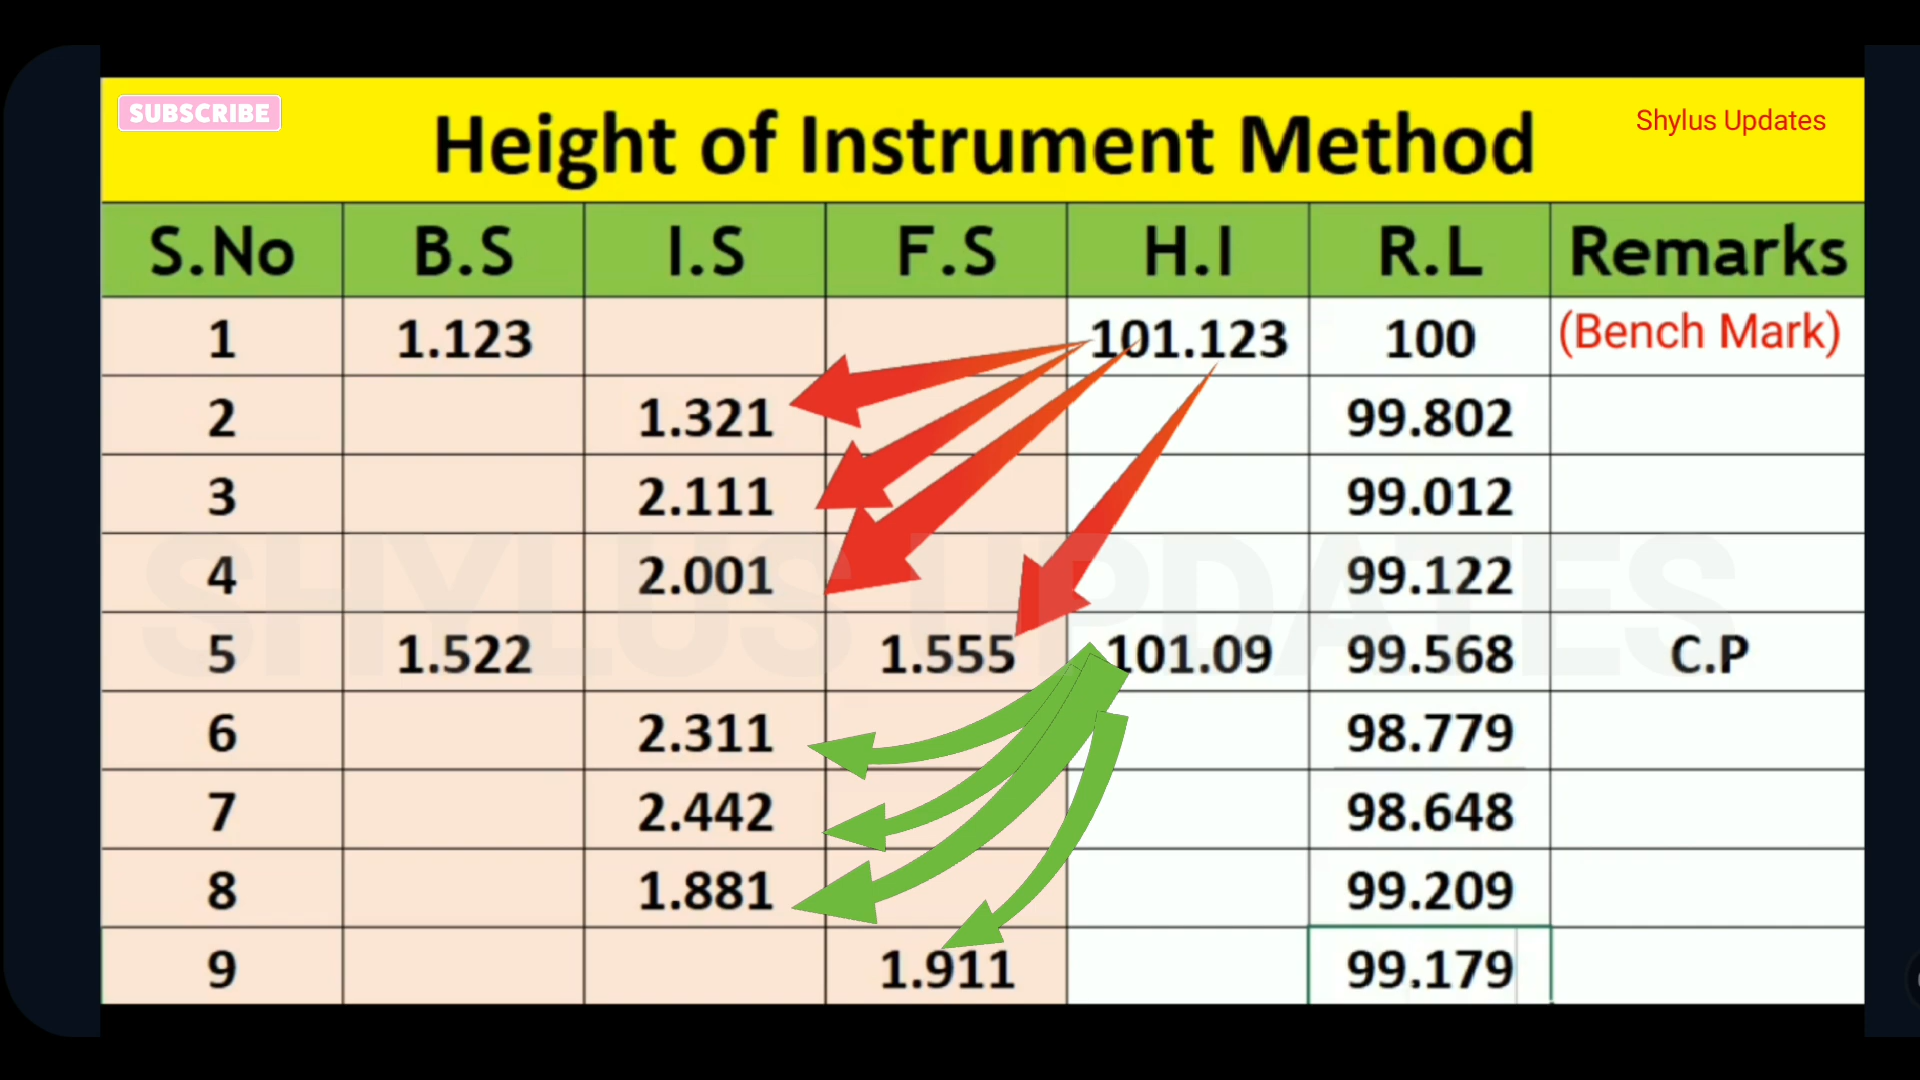 SUBSCRIBE
Height of Instrument Method
Shylus Updates
S.No B.S I.S F.S H.I R.L Remarks
1 1.123 101.123 100 (Bench Mark)
2 1.321 99.802
3 2.111 99.012
4 2.001 99.122
5 1.522 1.555 101.09 99.568 C.P
6 2.311 98.779
7 2.442 98.648
8 1.881 99.209
9 1.911 99.179
SHYLUS UPDATES